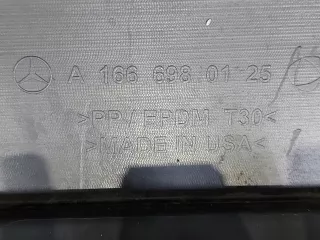 A 166 698 01 25
>PP/EPDM T30<
>MADE IN USA<